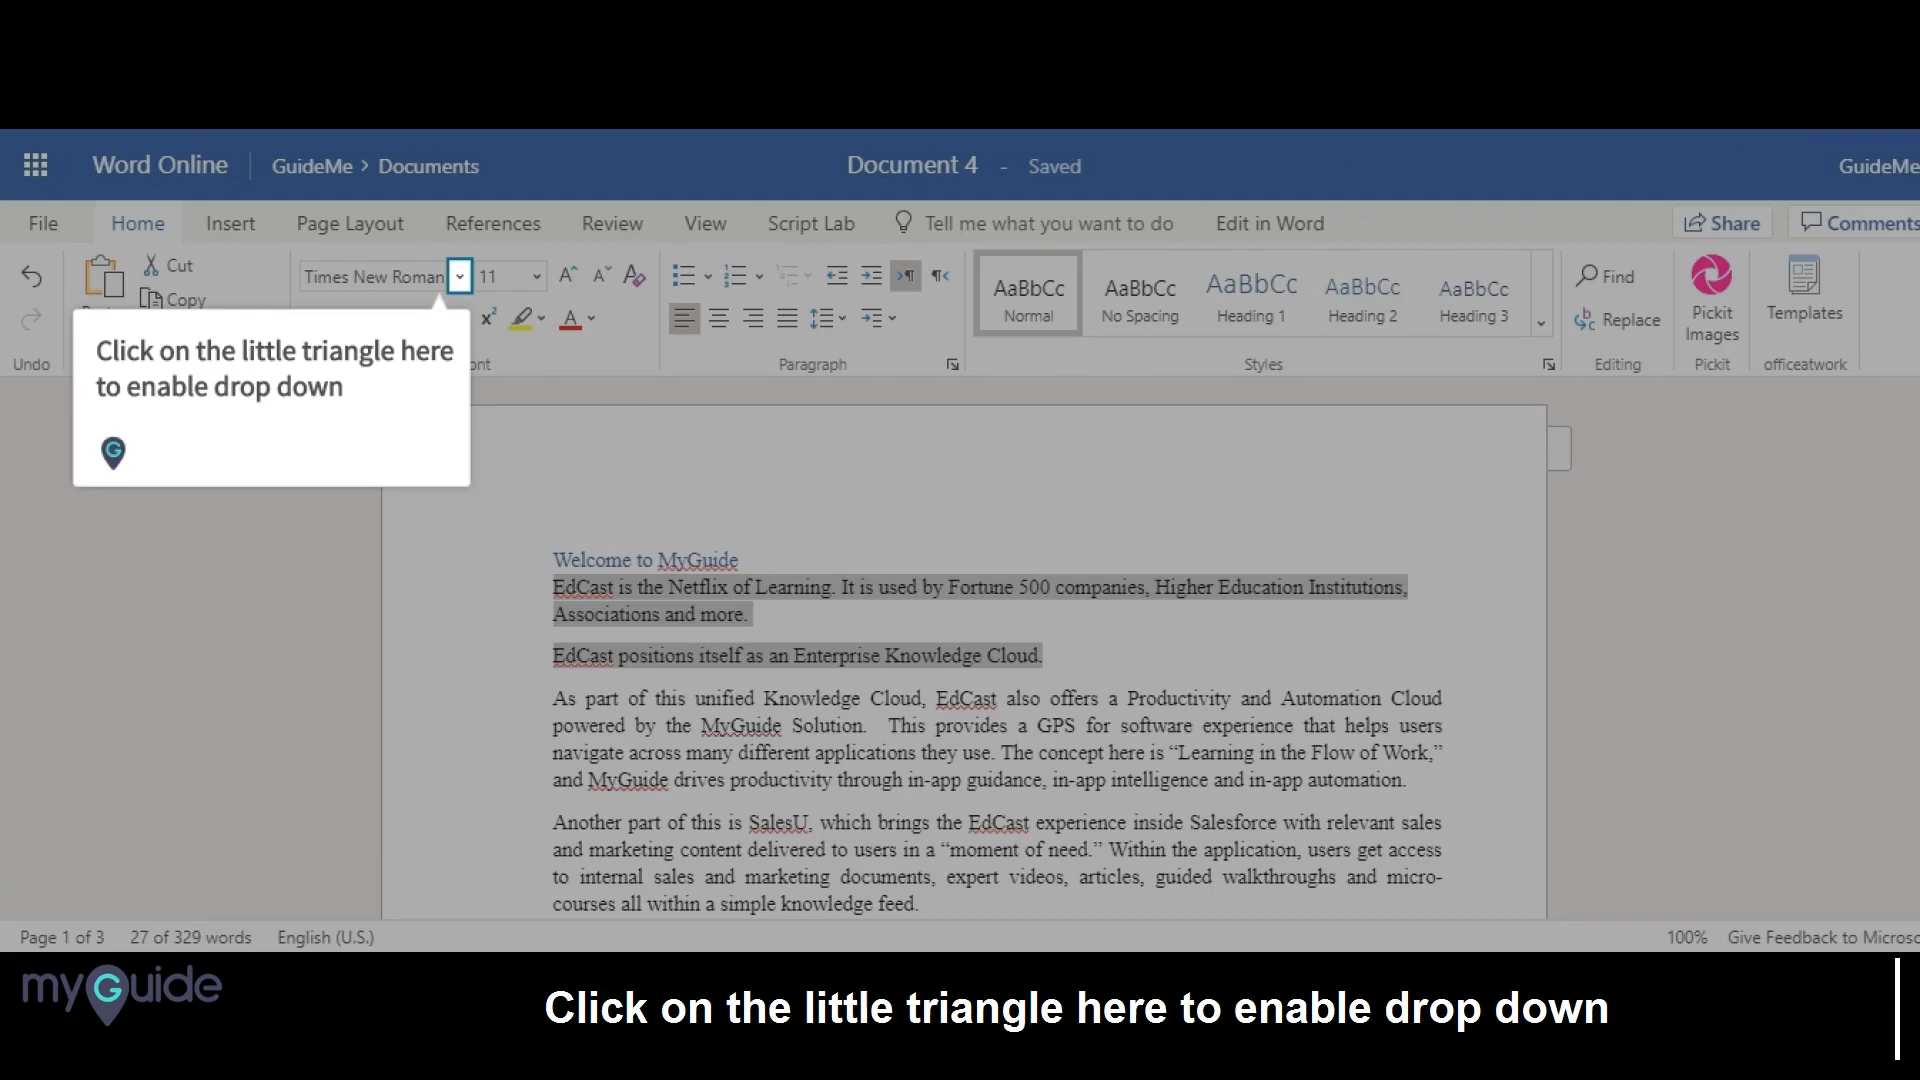 Word Online GuideMe > Documents Document 4 - Saved GuideMe
File Home Insert Page Layout References Review View Script Lab Tell me what you want to do Edit in Word Share Comments
Cut Times New Roman 11 AaBbCc AaBbCc AaBbCc AaBbCc AaBbCc Find
Copy Normal No Spacing Heading 1 Heading 2 Heading 3 Replace Pickit Images Templates
Undo Paragraph Styles Editing Pickit officeatwork
Click on the little triangle here
to enable drop down
Welcome to MyGuide
EdCast is the Netflix of Learning. It is used by Fortune 500 companies, Higher Education Institutions,
Associations and more.
EdCast positions itself as an Enterprise Knowledge Cloud.
As part of this unified Knowledge Cloud, EdCast also offers a Productivity and Automation Cloud
powered by the MyGuide Solution. This provides a GPS for software experience that helps users
navigate across many different applications they use. The concept here is “Learning in the Flow of Work,”
and MyGuide drives productivity through in-app guidance, in-app intelligence and in-app automation.
Another part of this is SalesU, which brings the EdCast experience inside Salesforce with relevant sales
and marketing content delivered to users in a “moment of need.” Within the application, users get access
to internal sales and marketing documents, expert videos, articles, guided walkthroughs and micro-
courses all within a simple knowledge feed.
Page 1 of 3 27 of 329 words English (U.S.) 100% Give Feedback to Microso
myGuide
Click on the little triangle here to enable drop down